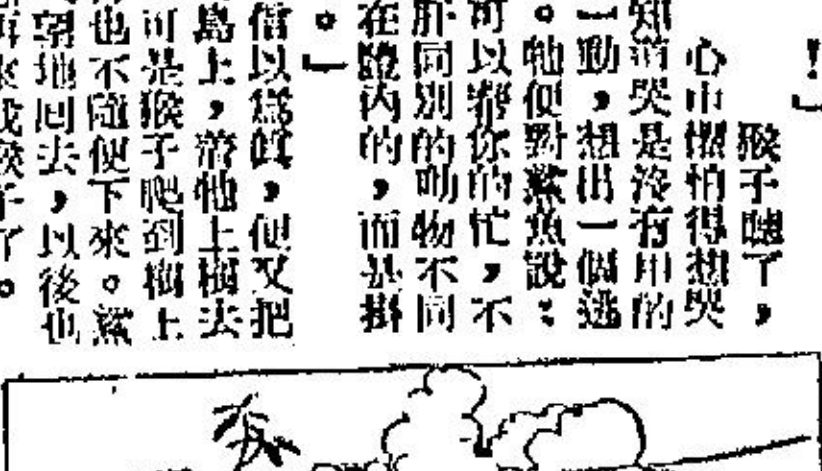 ！」
猴子聽了，
心中懼怕得想哭
知道哭是沒有用的
一動，想出一個逃
。牠便對鯊魚說：
可以幫你的忙，不
肝同別的動物不同
在體內的，而是掛
。」
信以爲眞，便又把
島上，當牠上樹去
可是猴子爬到樹上
也不隨便下來。鯊
望地囘去，以後也
再來找猴子了。